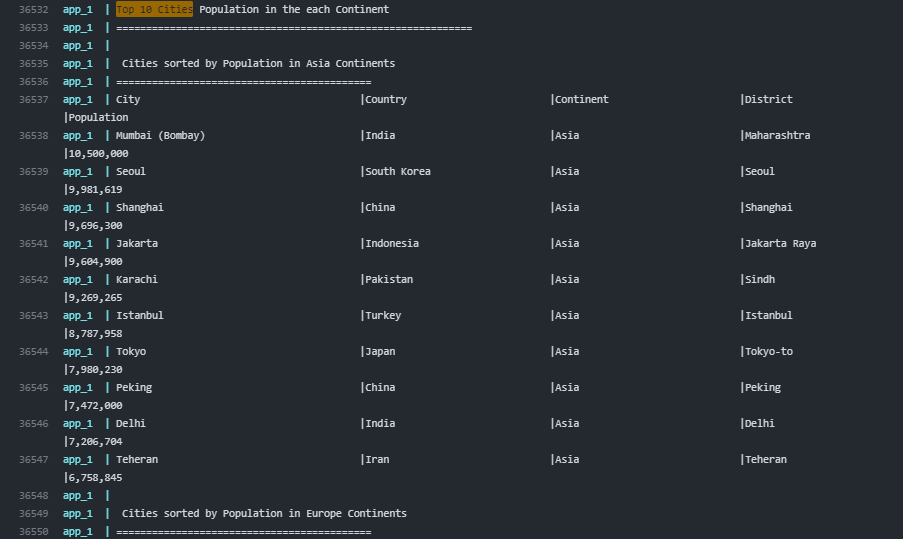 36532 app_1 | Top 10 Cities Population in the each Continent
36533 app_1 | ============================================================
36534 app_1 |
36535 app_1 |  Cities sorted by Population in Asia Continents
36536 app_1 | ===========================================
36537 app_1 | City |Country |Continent |District
|Population
36538 app_1 | Mumbai (Bombay) |India |Asia |Maharashtra
|10,500,000
36539 app_1 | Seoul |South Korea |Asia |Seoul
|9,981,619
36540 app_1 | Shanghai |China |Asia |Shanghai
|9,696,300
36541 app_1 | Jakarta |Indonesia |Asia |Jakarta Raya
|9,604,900
36542 app_1 | Karachi |Pakistan |Asia |Sindh
|9,269,265
36543 app_1 | Istanbul |Turkey |Asia |Istanbul
|8,787,958
36544 app_1 | Tokyo |Japan |Asia |Tokyo-to
|7,980,230
36545 app_1 | Peking |China |Asia |Peking
|7,472,000
36546 app_1 | Delhi |India |Asia |Delhi
|7,206,704
36547 app_1 | Teheran |Iran |Asia |Teheran
|6,758,845
36548 app_1 |
36549 app_1 |  Cities sorted by Population in Europe Continents
36550 app_1 | ===========================================